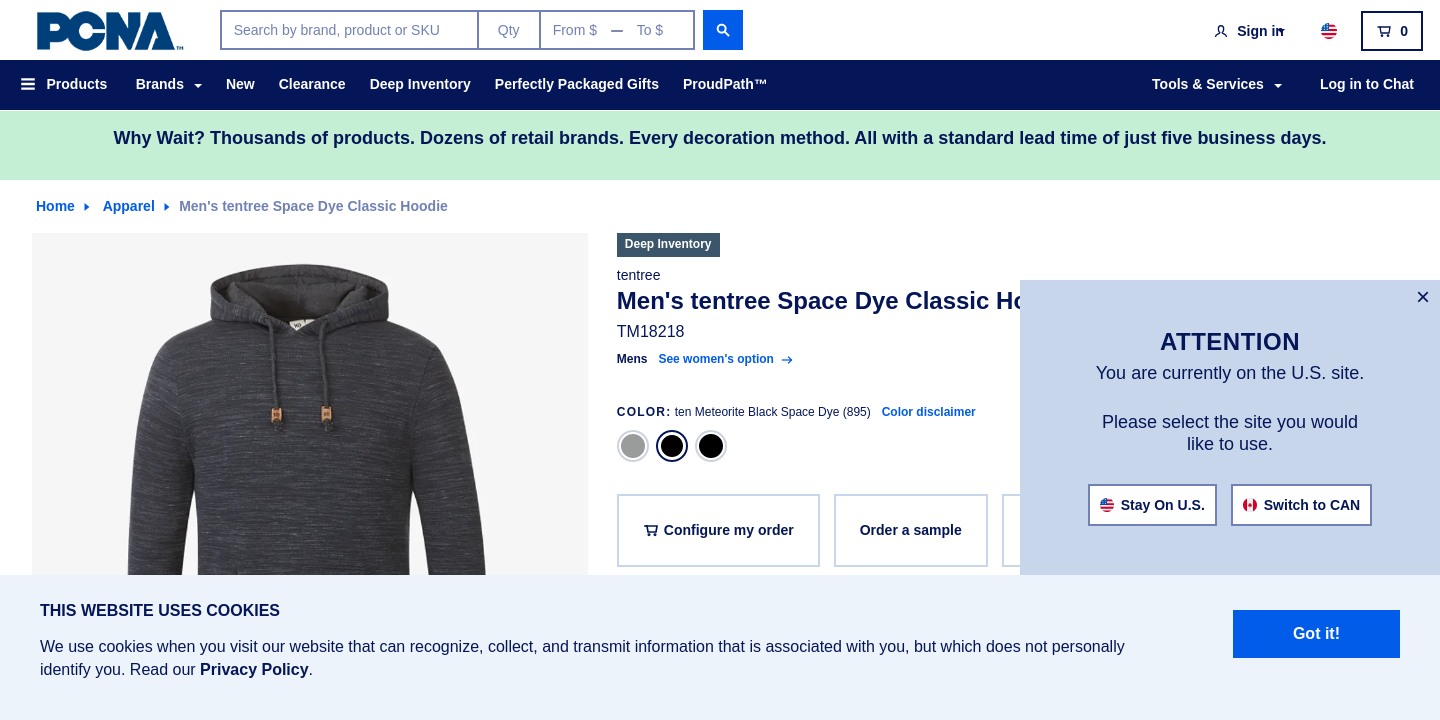 PCNA™
Search by brand, product or SKU
Qty
From $ — To $
Sign in
0
Products
Brands
New
Clearance
Deep Inventory
Perfectly Packaged Gifts
ProudPath™
Tools & Services
Log in to Chat
Why Wait? Thousands of products. Dozens of retail brands. Every decoration method. All with a standard lead time of just five business days.
Home
Apparel
Men's tentree Space Dye Classic Hoodie
Deep Inventory
tentree
Men's tentree Space Dye Classic Ho
TM18218
Mens See women's option
COLOR: ten Meteorite Black Space Dye (895) Color disclaimer
Configure my order
Order a sample
×
ATTENTION
You are currently on the U.S. site.
Please select the site you would
like to use.
Stay On U.S.
Switch to CAN
THIS WEBSITE USES COOKIES
We use cookies when you visit our website that can recognize, collect, and transmit information that is associated with you, but which does not personally
identify you. Read our Privacy Policy.
Got it!